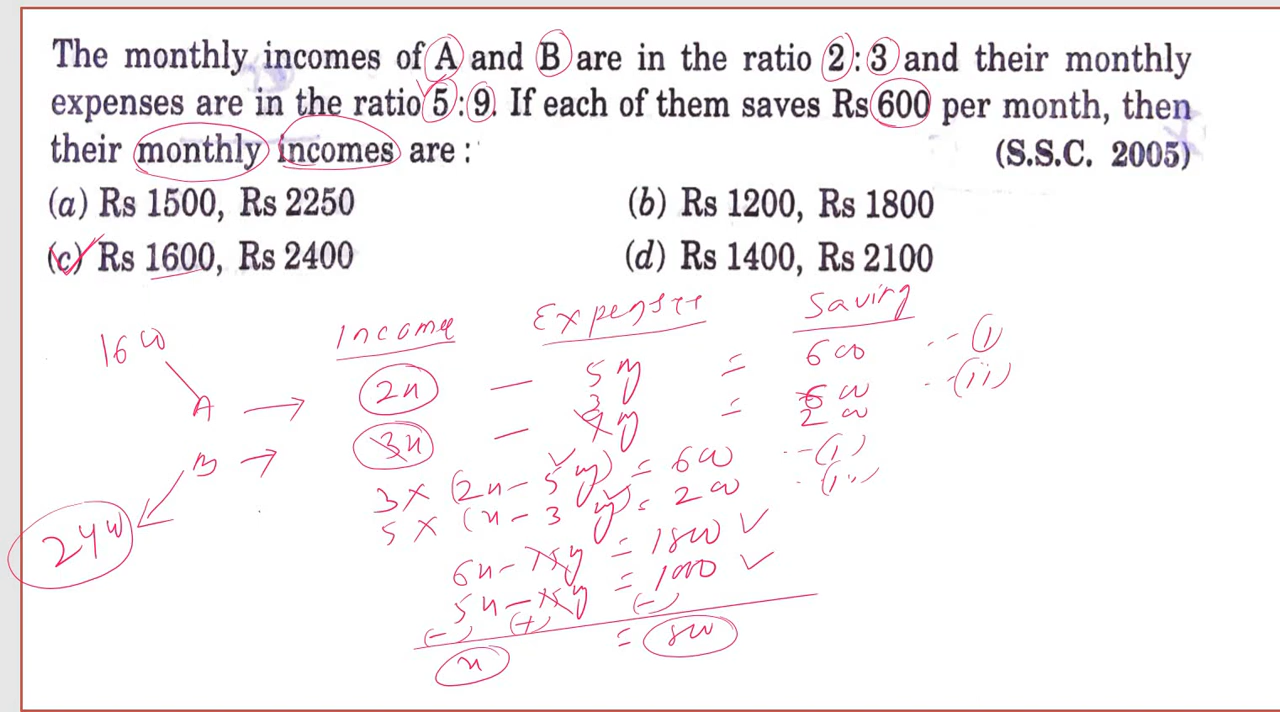 The monthly incomes of A and B are in the ratio 2 : 3 and their monthly
expenses are in the ratio 5 : 9. If each of them saves Rs 600 per month, then
their monthly incomes are :
(S.S.C. 2005)
(a) Rs 1500, Rs 2250
(b) Rs 1200, Rs 1800
(c) Rs 1600, Rs 2400
(d) Rs 1400, Rs 2100
Income Expenses Saving
1600
A → 2x - 5y = 600 --(i)
B → 3x - 9y = 600 --(ii)
3 200
3 × (2x - 5y) = 600 --(i)
5 × (x - 3y) = 200 --(ii)
2400
6x - 15y = 1800
5x - 15y = 1000
(-) (+) (-)
x = 800